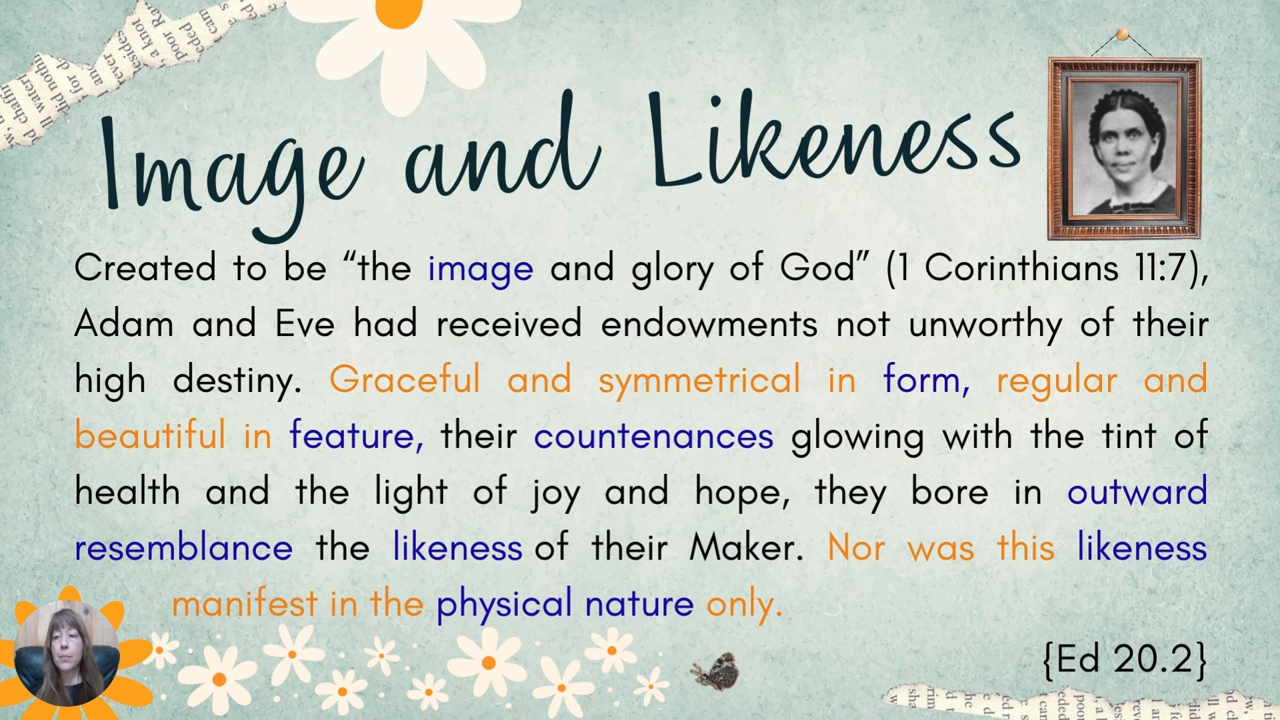 Image and Likeness
Created to be “the image and glory of God” (1 Corinthians 11:7),
Adam and Eve had received endowments not unworthy of their
high destiny. Graceful and symmetrical in form, regular and
beautiful in feature, their countenances glowing with the tint of
health and the light of joy and hope, they bore in outward
resemblance the likeness of their Maker. Nor was this likeness
manifest in the physical nature only.
{Ed 20.2}